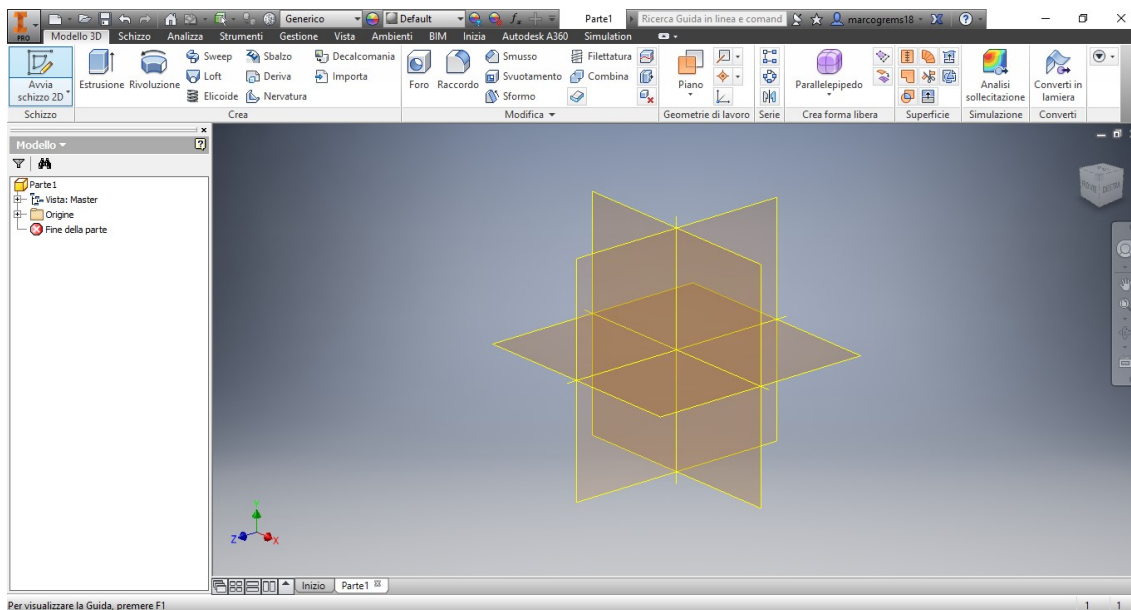 Generico Default Parte1 Ricerca Guida in linea e comand marcogrems18
PRO Modello 3D Schizzo Analizza Strumenti Gestione Vista Ambienti BIM Inizia Autodesk A360 Simulation
Sweep Sbalzo Decalcomania Smusso Filettatura
Avvia schizzo 2D Estrusione Rivoluzione Loft Deriva Importa Foro Raccordo Svuotamento Combina Piano Parallelepipedo Analisi sollecitazione Converti in lamiera
Elicoide Nervatura Sformo
Schizzo Crea Modifica Geometrie di lavoro Serie Crea forma libera Superficie Simulazione Converti
Modello
Parte1
Vista: Master
Origine
Fine della parte
Y
Z X
Inizio Parte1
Per visualizzare la Guida, premere F1 1 1